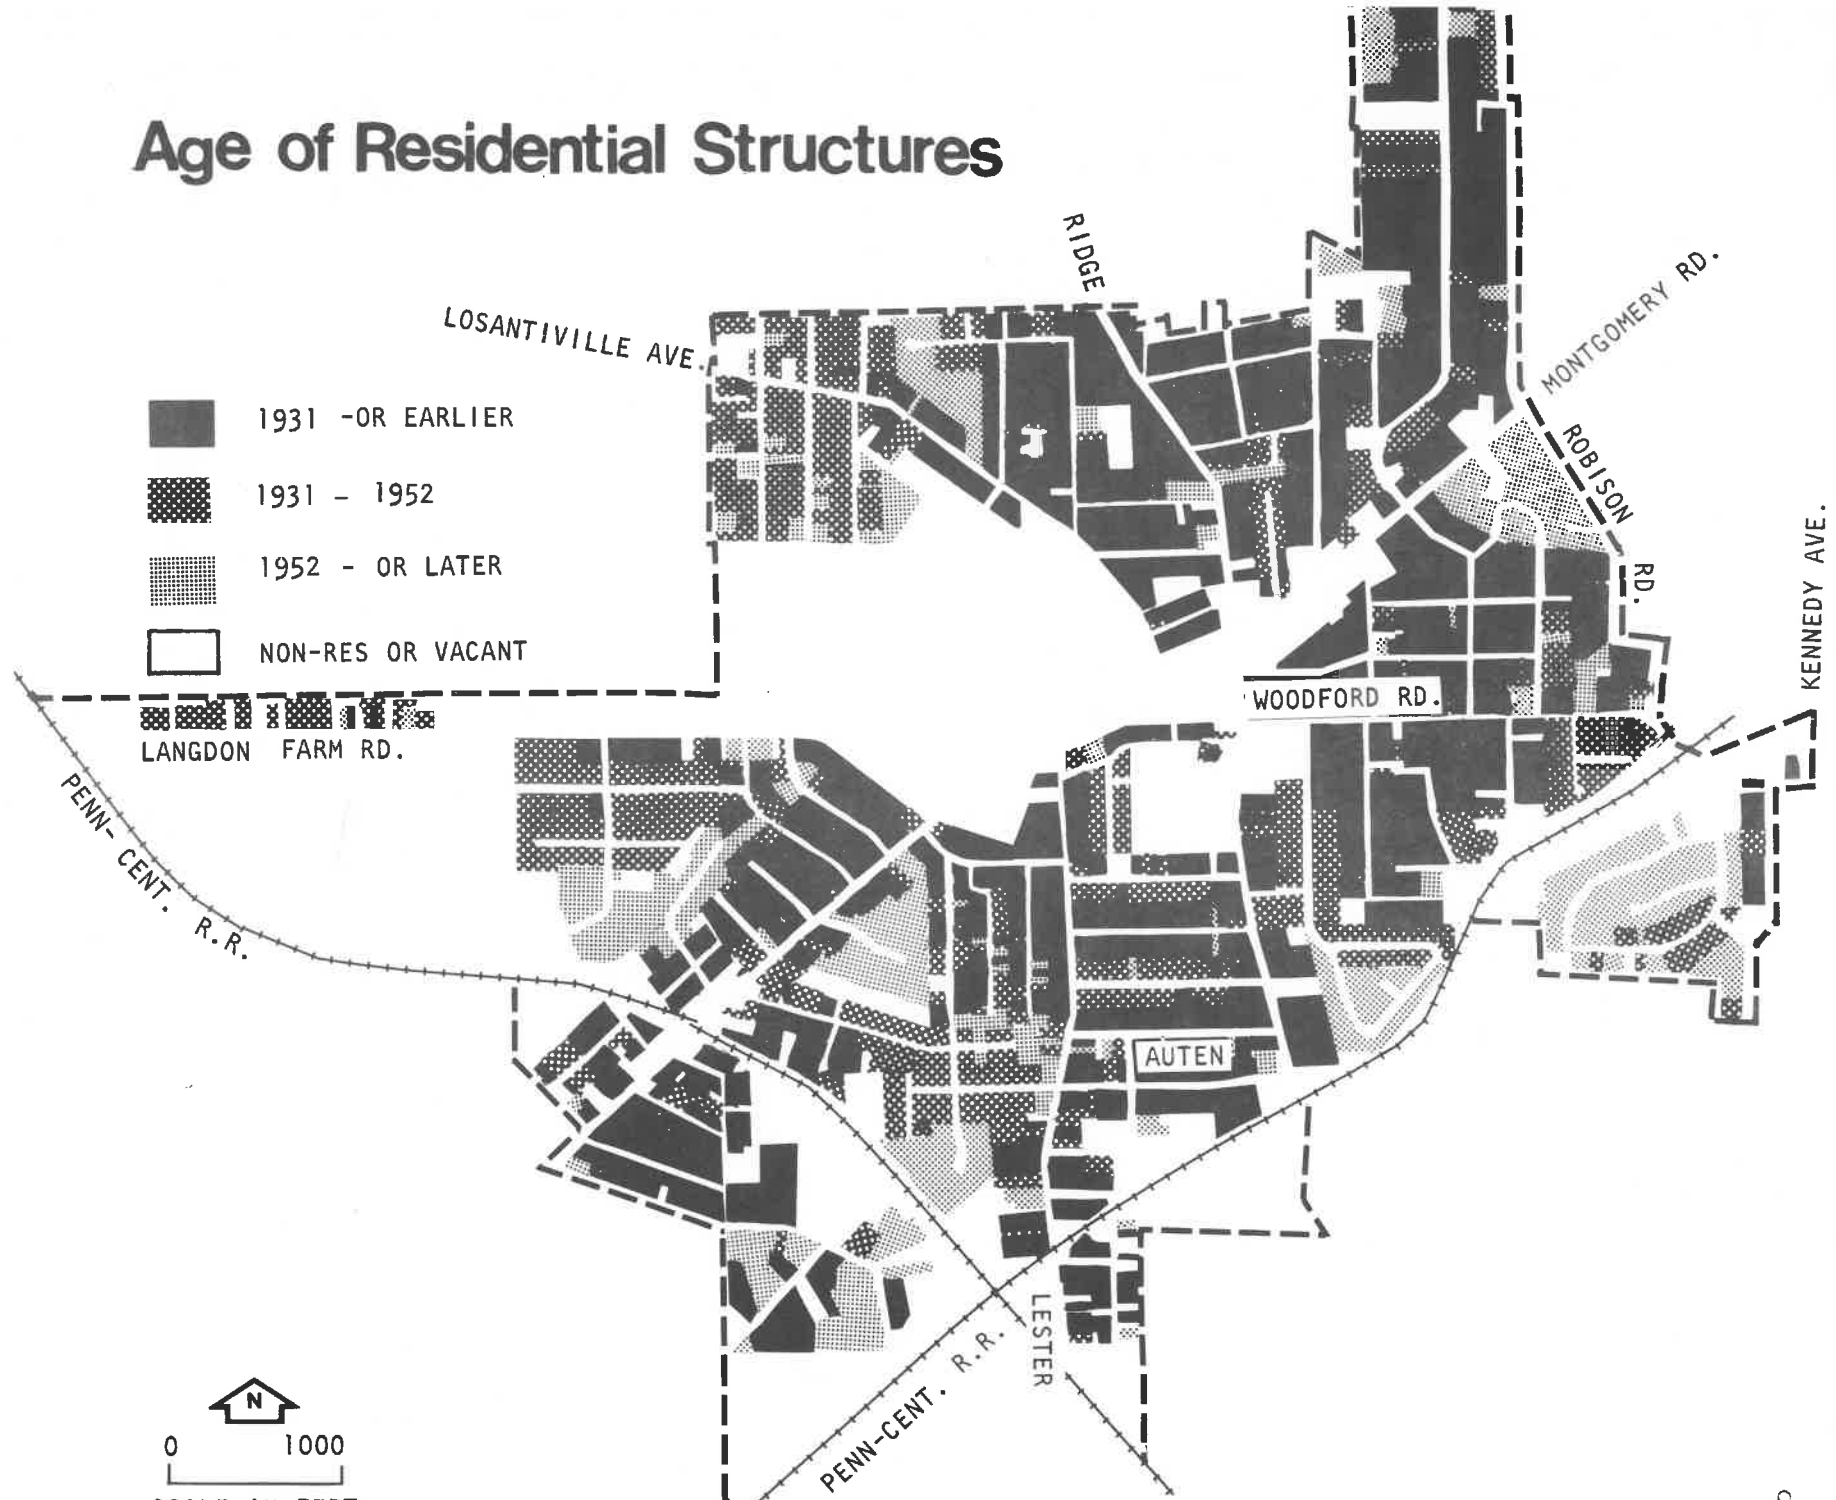 Age of Residential Structures
RIDGE
LOSANTIVILLE AVE.
MONTGOMERY RD.
1931 -OR EARLIER
1931 - 1952
ROBISON
RD.
1952 - OR LATER
KENNEDY AVE.
NON-RES OR VACANT
WOODFORD RD.
LANGDON FARM RD.
PENN-CENT. R.R.
AUTEN
LESTER
PENN-CENT. R.R.
N
0 1000